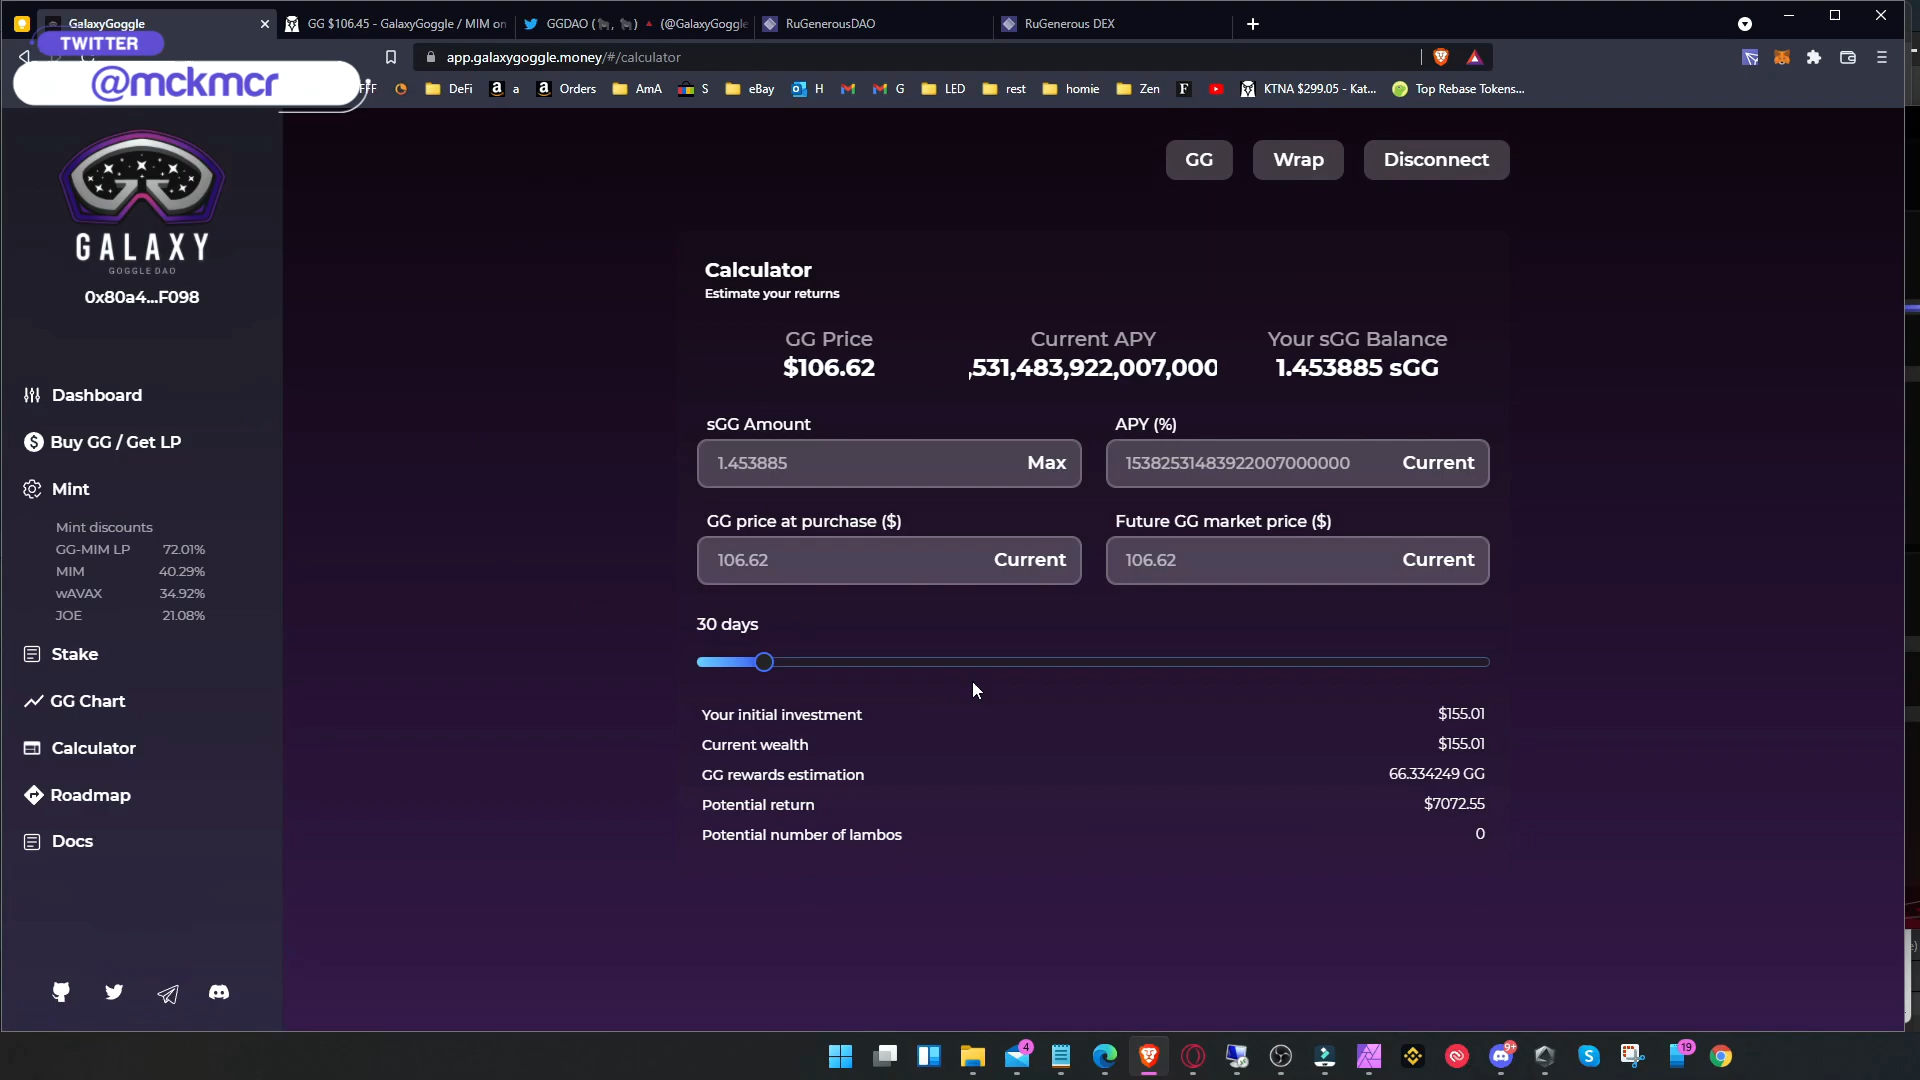 GalaxyGoggle
GG $106.45 - GalaxyGoggle / MIM on
GGDAO (🐂, 🐂) 🔺 (@GalaxyGoggle
RuGenerousDAO
RuGenerous DEX
TWITTER
@mckmcr
app.galaxygoggle.money/#/calculator
DeFi
a
Orders
AmA
S
eBay
H
G
LED
rest
homie
Zen
KTNA $299.05 - Kat...
Top Rebase Tokens...
GALAXY
GOGGLE DAO
0x80a4...F098
Dashboard
Buy GG / Get LP
Mint
Mint discounts
GG-MIM LP 72.01%
MIM 40.29%
wAVAX 34.92%
JOE 21.08%
Stake
GG Chart
Calculator
Roadmap
Docs
GG
Wrap
Disconnect
Calculator
Estimate your returns
GG Price
$106.62
Current APY
,531,483,922,007,000
Your sGG Balance
1.453885 sGG
sGG Amount
1.453885 Max
APY (%)
15382531483922007000000 Current
GG price at purchase ($)
106.62 Current
Future GG market price ($)
106.62 Current
30 days
Your initial investment $155.01
Current wealth $155.01
GG rewards estimation 66.334249 GG
Potential return $7072.55
Potential number of lambos 0
4
9+
19